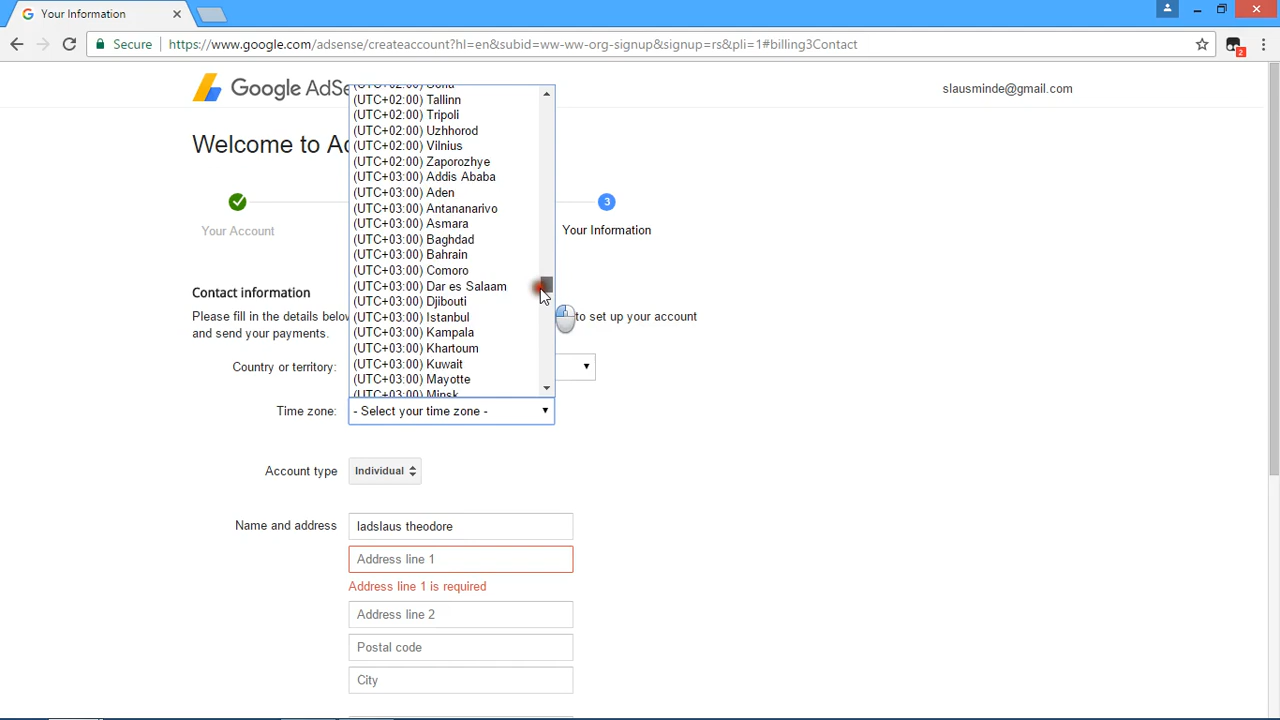 Your Information
Secure https://www.google.com/adsense/createaccount?hl=en&subid=ww-ww-org-signup&signup=rs&pli=1#billing3Contact
2
Google AdSe
slausminde@gmail.com
Welcome to Ad
3
Your Account
Your Information
(UTC+02:00) Sofia
(UTC+02:00) Tallinn
(UTC+02:00) Tripoli
(UTC+02:00) Uzhhorod
(UTC+02:00) Vilnius
(UTC+02:00) Zaporozhye
(UTC+03:00) Addis Ababa
(UTC+03:00) Aden
(UTC+03:00) Antananarivo
(UTC+03:00) Asmara
(UTC+03:00) Baghdad
(UTC+03:00) Bahrain
(UTC+03:00) Comoro
(UTC+03:00) Dar es Salaam
(UTC+03:00) Djibouti
(UTC+03:00) Istanbul
(UTC+03:00) Kampala
(UTC+03:00) Khartoum
(UTC+03:00) Kuwait
(UTC+03:00) Mayotte
(UTC+03:00) Minsk
Contact information
Please fill in the details below to set up your account
and send your payments.
Country or territory:
Time zone: - Select your time zone -
Account type Individual
Name and address ladslaus theodore
Address line 1
Address line 1 is required
Address line 2
Postal code
City